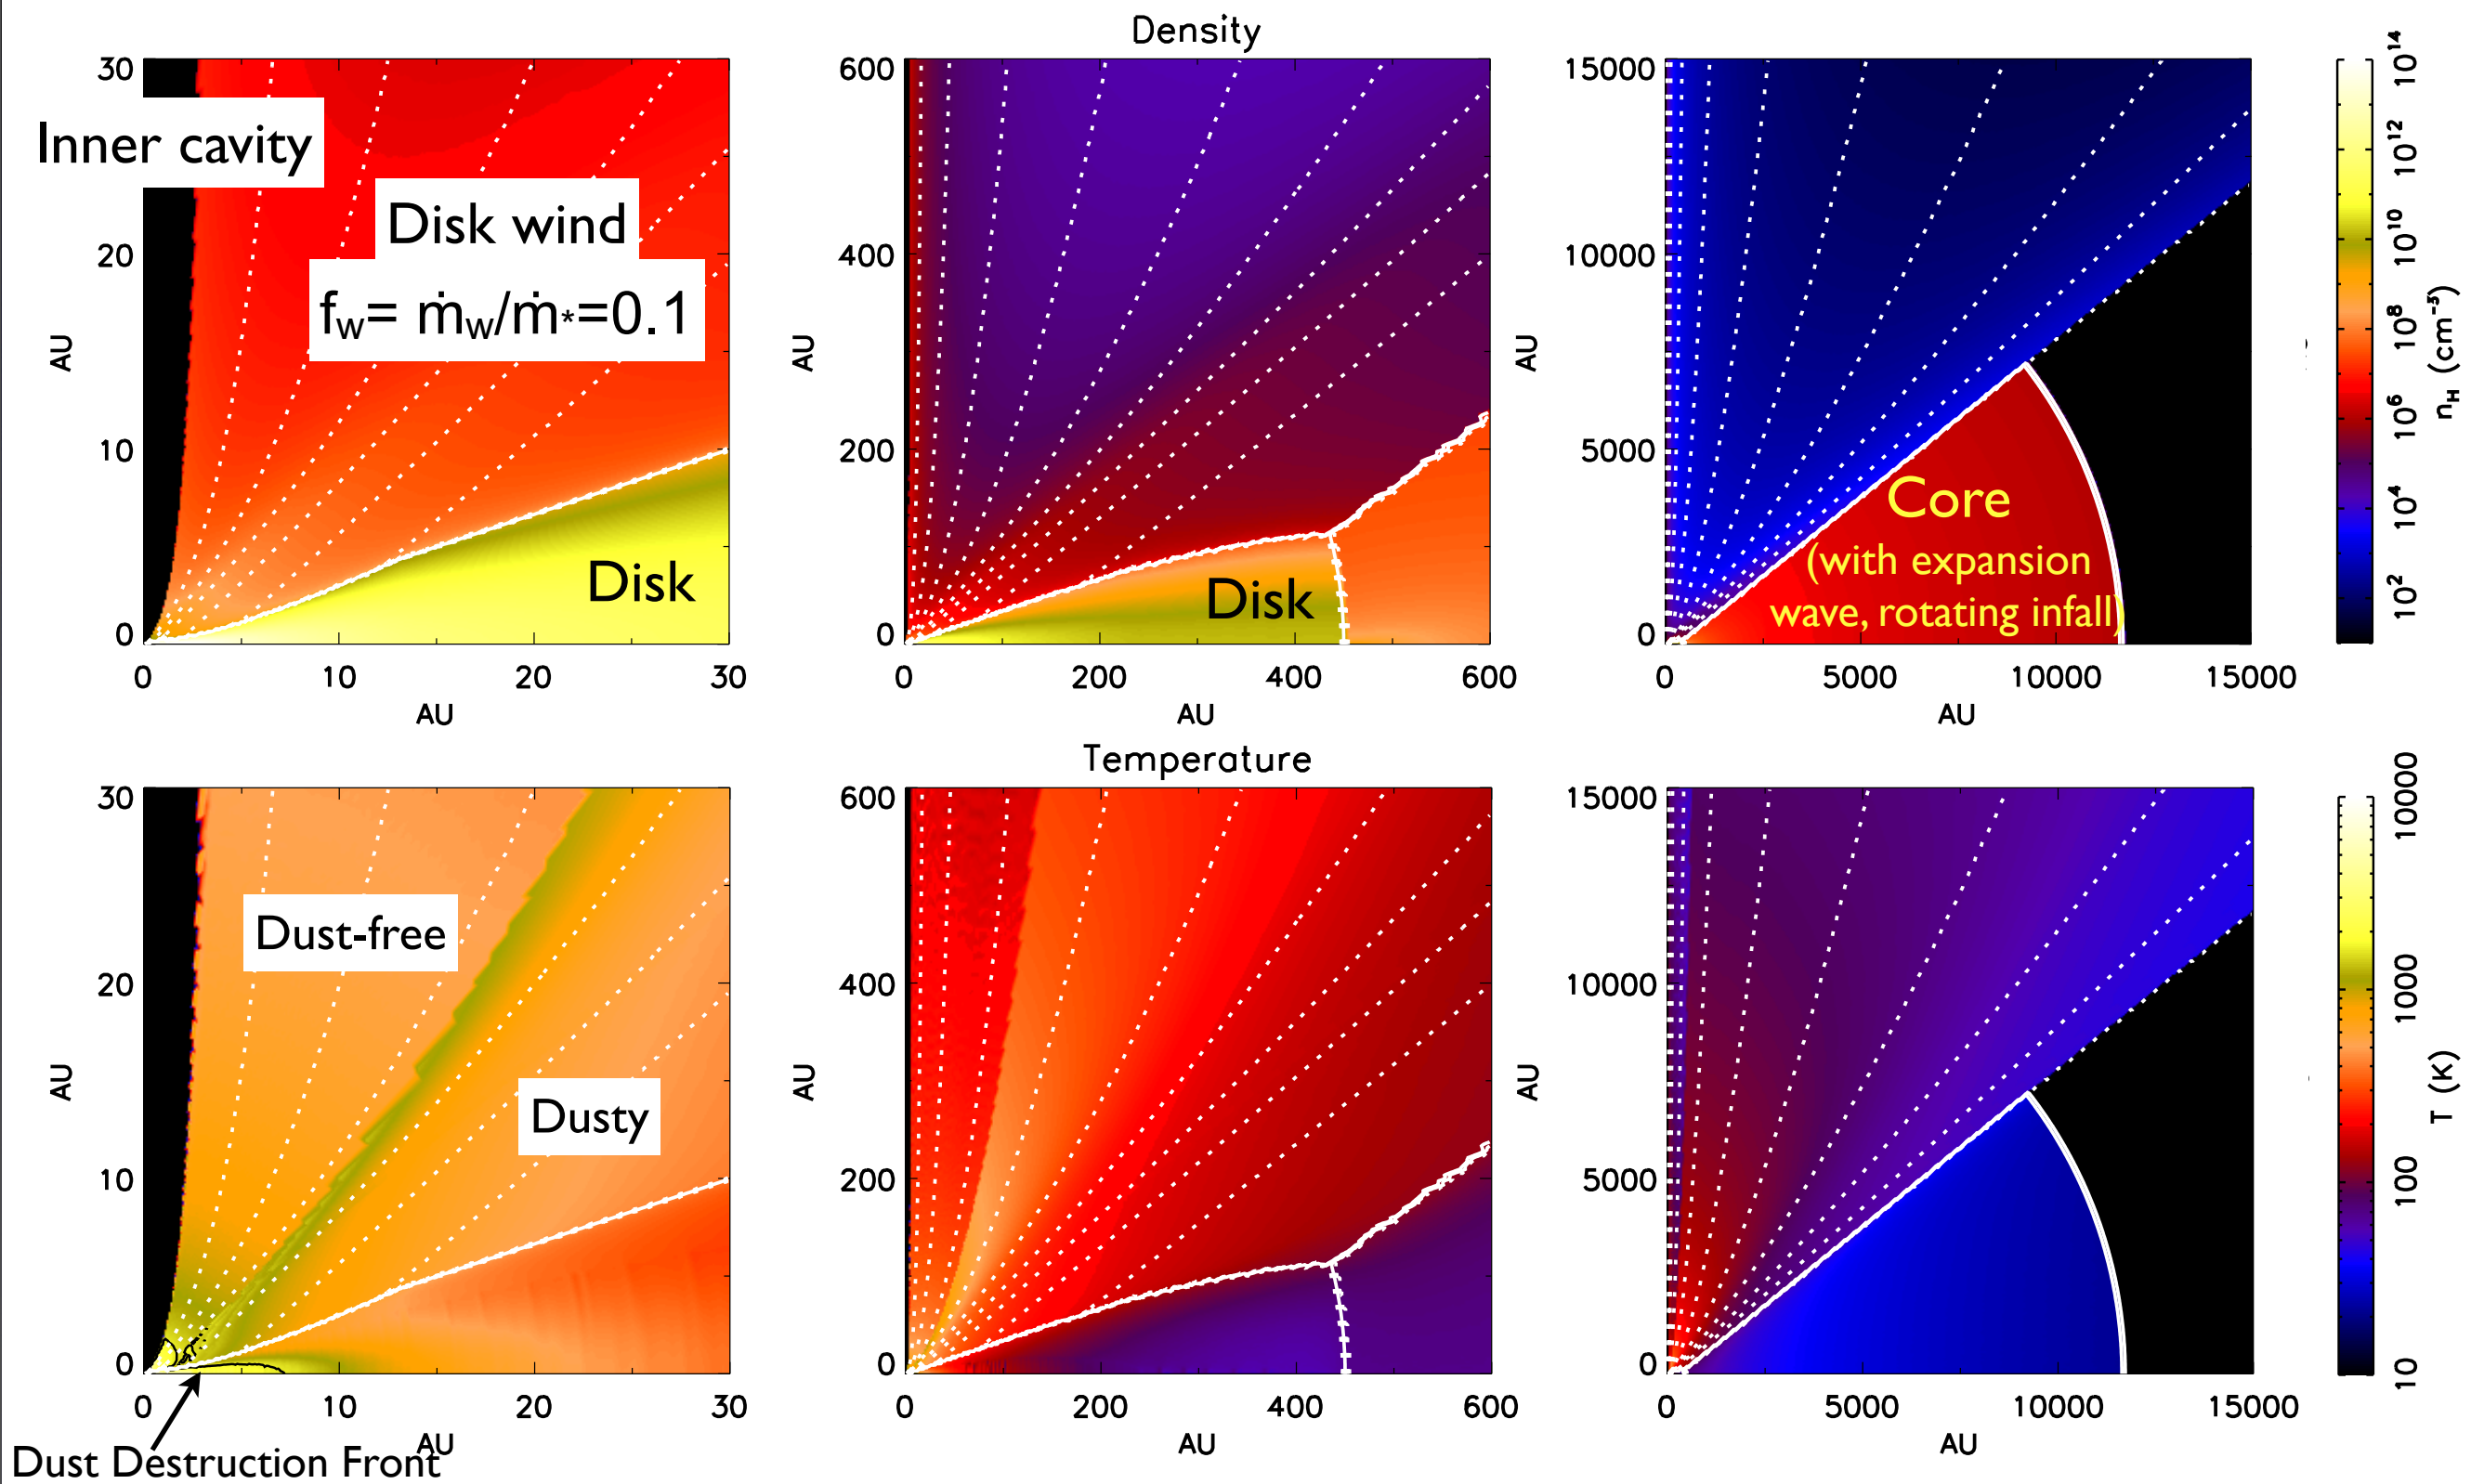 Density
30
20
10
0
0
10
20
30
AU
AU
Inner cavity
Disk wind
f_w= ṁ_w/ṁ_*=0.1
Disk
600
400
200
0
0
200
400
600
AU
AU
Disk
15000
10000
5000
0
0
5000
10000
15000
AU
AU
Core
(with expansion
wave, rotating infall)
10¹⁴
10¹²
10¹⁰
10⁸
10⁶
10⁴
10²
n_H (cm⁻³)
Temperature
30
20
10
0
0
10
20
30
AU
AU
Dust-free
Dusty
Dust Destruction Front
600
400
200
0
0
200
400
600
AU
AU
15000
10000
5000
0
0
5000
10000
15000
AU
AU
10000
1000
100
10
T (K)